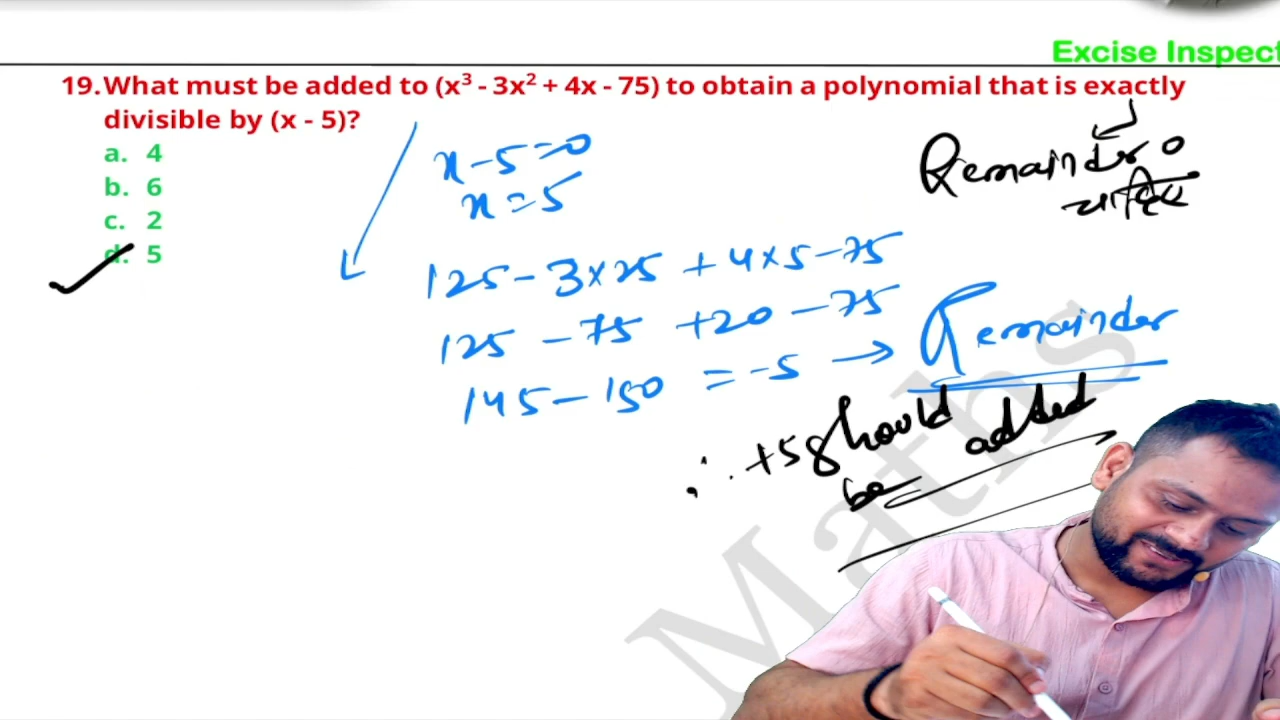 Excise Inspect
19. What must be added to (x³ - 3x² + 4x - 75) to obtain a polynomial that is exactly
divisible by (x - 5)?
a. 4
b. 6
c. 2
d. 5
x-5=0
x=5
Remainder 0
चाहिए
125-3×25 +4×5-75
125 -75 +20 -75
145-150 =-5 → Remainder
∴ +5 should be added
Maths